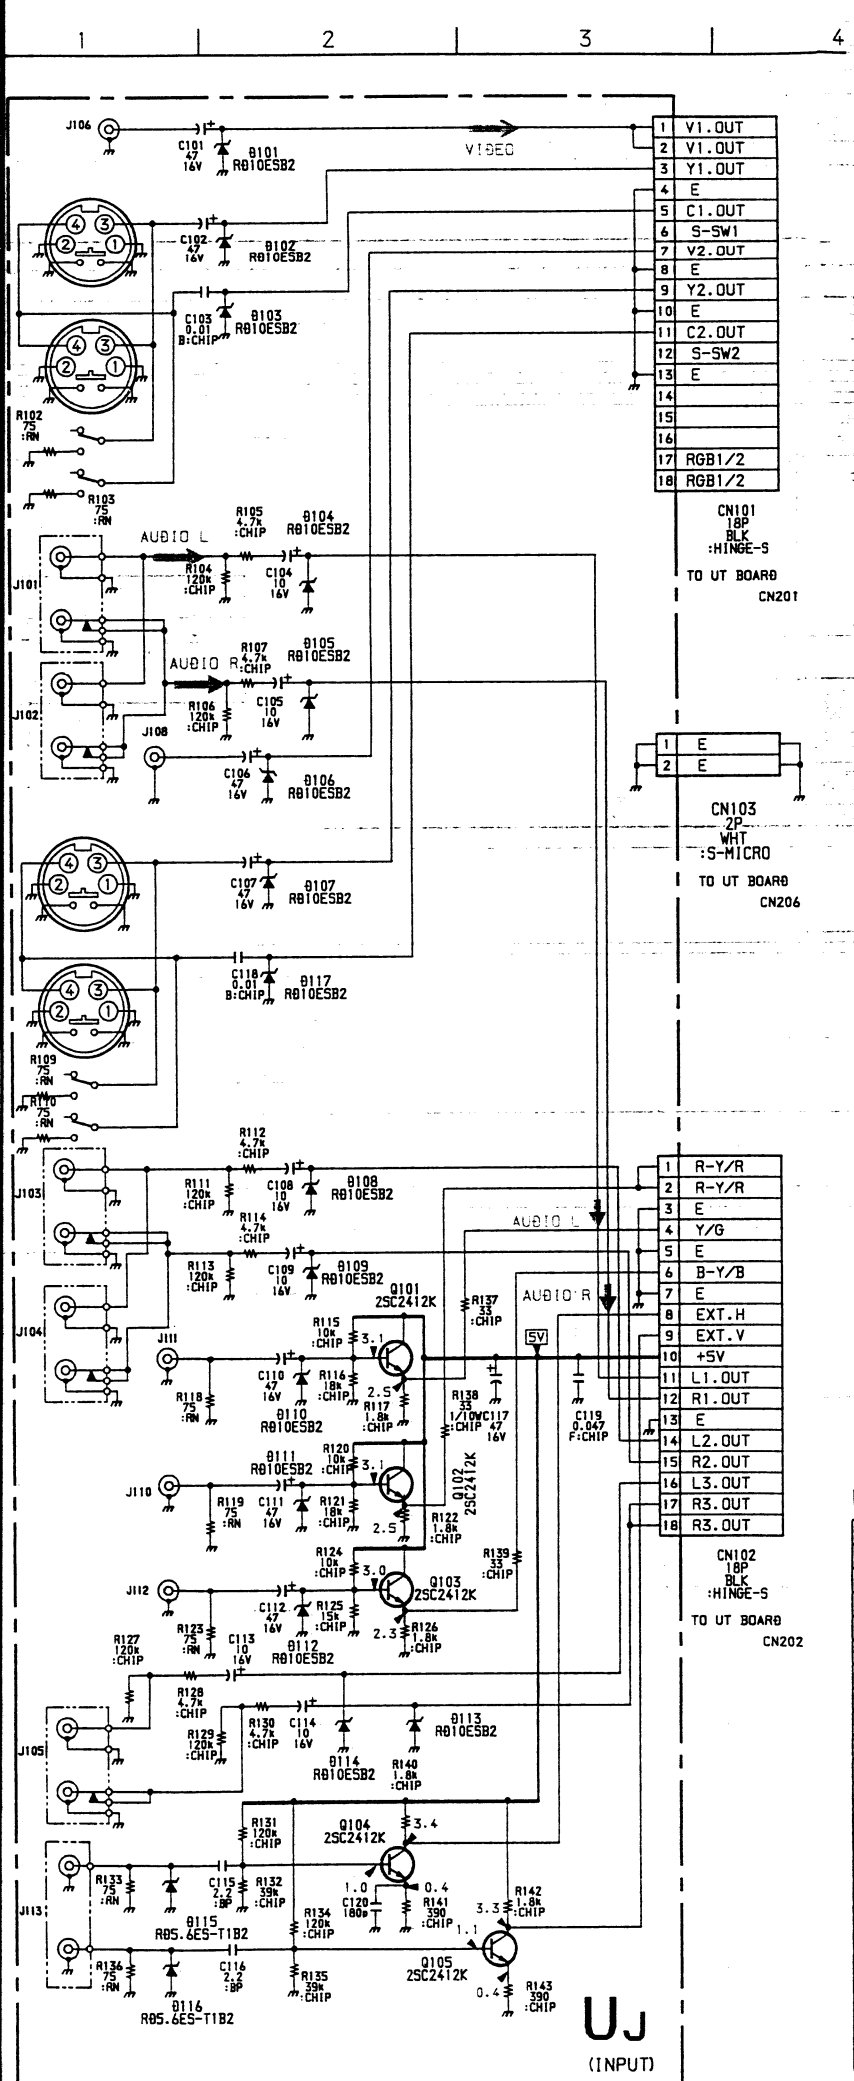 1 2 3 4
J106
C101
47
16V
D101
RD10ESB2
VIDEO
1 V1.OUT
2 V1.OUT
3 Y1.OUT
4 E
5 C1.OUT
6 S-SW1
7 V2.OUT
8 E
9 Y2.OUT
10 E
11 C2.OUT
12 S-SW2
13 E
14
15
16
17 RGB1/2
18 RGB1/2
CN101
18P
BLK
:HINGE-S
TO UT BOARD
CN201
4 3
2 1
C102
47
16V
D102
RD10ESB2
C103
0.01
B:CHIP
D103
RD10ESB2
4 3
2 1
R102
75
:RN
R103
75
:RN
J101
AUDIO L
R104
120k
:CHIP
R105
4.7k
:CHIP
C104
10
16V
D104
RD10ESB2
J102
AUDIO R
R106
120k
:CHIP
R107
4.7k
:CHIP
C105
10
16V
D105
RD10ESB2
J108
C106
47
16V
D106
RD10ESB2
1 E
2 E
CN103
2P
WHT
:S-MICRO
TO UT BOARD
CN206
4 3
2 1
C107
47
16V
D107
RD10ESB2
C118
0.01
B:CHIP
D117
RD10ESB2
4 3
2 1
R109
75
:RN
R110
75
:RN
J103
R111
120k
:CHIP
R112
4.7k
:CHIP
C108
10
16V
D108
RD10ESB2
R113
120k
:CHIP
R114
4.7k
:CHIP
C109
10
16V
D109
RD10ESB2
AUDIO L
AUDIO R
1 R-Y/R
2 R-Y/R
3 E
4 Y/G
5 E
6 B-Y/B
7 E
8 EXT.H
9 EXT.V
10 +5V
11 L1.OUT
12 R1.OUT
13 E
14 L2.OUT
15 R2.OUT
16 L3.OUT
17 R3.OUT
18 R3.OUT
CN102
18P
BLK
:HINGE-S
TO UT BOARD
CN202
J104
J111
R118
75
:RN
C110
47
16V
D110
RD10ESB2
R115
10k
:CHIP
R116
18k
:CHIP
3.1
Q101
2SC2412K
2.5
R117
1.8k
:CHIP
R137
33
:CHIP
R138
33
1/10W
:CHIP
C117
47
16V
5V
C119
0.047
F:CHIP
J110
R119
75
:RN
C111
47
16V
D111
RD10ESB2
R120
10k
:CHIP
R121
18k
:CHIP
3.1
Q102
2SC2412K
2.5
R122
1.8k
:CHIP
J112
R123
75
:RN
C112
47
16V
D112
RD10ESB2
R124
10k
:CHIP
R125
15k
:CHIP
3.0
Q103
2SC2412K
2.3
R126
1.8k
:CHIP
R139
33
:CHIP
R127
120k
:CHIP
R128
4.7k
:CHIP
C113
10
16V
J105
R129
120k
:CHIP
R130
4.7k
:CHIP
C114
10
16V
D114
RD10ESB2
D113
RD10ESB2
R140
1.8k
:CHIP
R131
120k
:CHIP
Q104
2SC2412K
3.4
J113
R133
75
:RN
D115
RD5.6ES-T1B2
C115
2.2
:BP
R132
39k
:CHIP
R134
120k
:CHIP
1.0
C120
180p
0.4
R141
390
:CHIP
R142
1.8k
:CHIP
3.3
1.1
R136
75
:RN
D116
RD5.6ES-T1B2
C116
2.2
:BP
R135
39k
:CHIP
Q105
2SC2412K
0.4
R143
390
:CHIP
UJ
(INPUT)